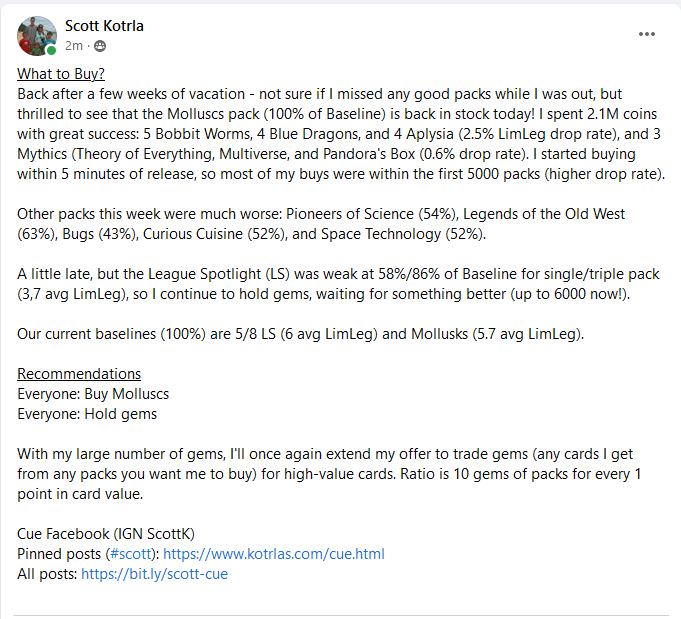 Scott Kotrla
2m ·
What to Buy?
Back after a few weeks of vacation - not sure if I missed any good packs while I was out, but
thrilled to see that the Molluscs pack (100% of Baseline) is back in stock today! I spent 2.1M coins
with great success: 5 Bobbit Worms, 4 Blue Dragons, and 4 Aplysia (2.5% LimLeg drop rate), and 3
Mythics (Theory of Everything, Multiverse, and Pandora's Box (0.6% drop rate). I started buying
within 5 minutes of release, so most of my buys were within the first 5000 packs (higher drop rate).
Other packs this week were much worse: Pioneers of Science (54%), Legends of the Old West
(63%), Bugs (43%), Curious Cuisine (52%), and Space Technology (52%).
A little late, but the League Spotlight (LS) was weak at 58%/86% of Baseline for single/triple pack
(3,7 avg LimLeg), so I continue to hold gems, waiting for something better (up to 6000 now!).
Our current baselines (100%) are 5/8 LS (6 avg LimLeg) and Mollusks (5.7 avg LimLeg).
Recommendations
Everyone: Buy Molluscs
Everyone: Hold gems
With my large number of gems, I'll once again extend my offer to trade gems (any cards I get
from any packs you want me to buy) for high-value cards. Ratio is 10 gems of packs for every 1
point in card value.
Cue Facebook (IGN ScottK)
Pinned posts (#scott): https://www.kotrlas.com/cue.html
All posts: https://bit.ly/scott-cue